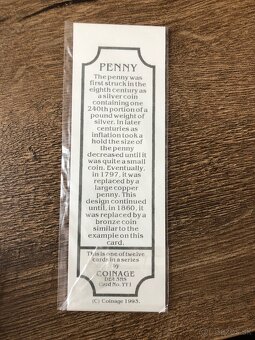 PENNY
The penny was
first struck in the
eighth century as
a silver coin
containing one
240th portion of a
pound weight of
silver. In later
centuries as
inflation took a
hold the size of
the penny
decreased until it
was quite a small
coin. Eventually,
in 1797, it was
replaced by a
large copper
penny. This
design continued
until, in 1860, it
was replaced by a
bronze coin
similar to the
example on this
card.
This is one of twelve
cards in a series
by
COINAGE
Card No. YT1
(C) Coinage 1993.